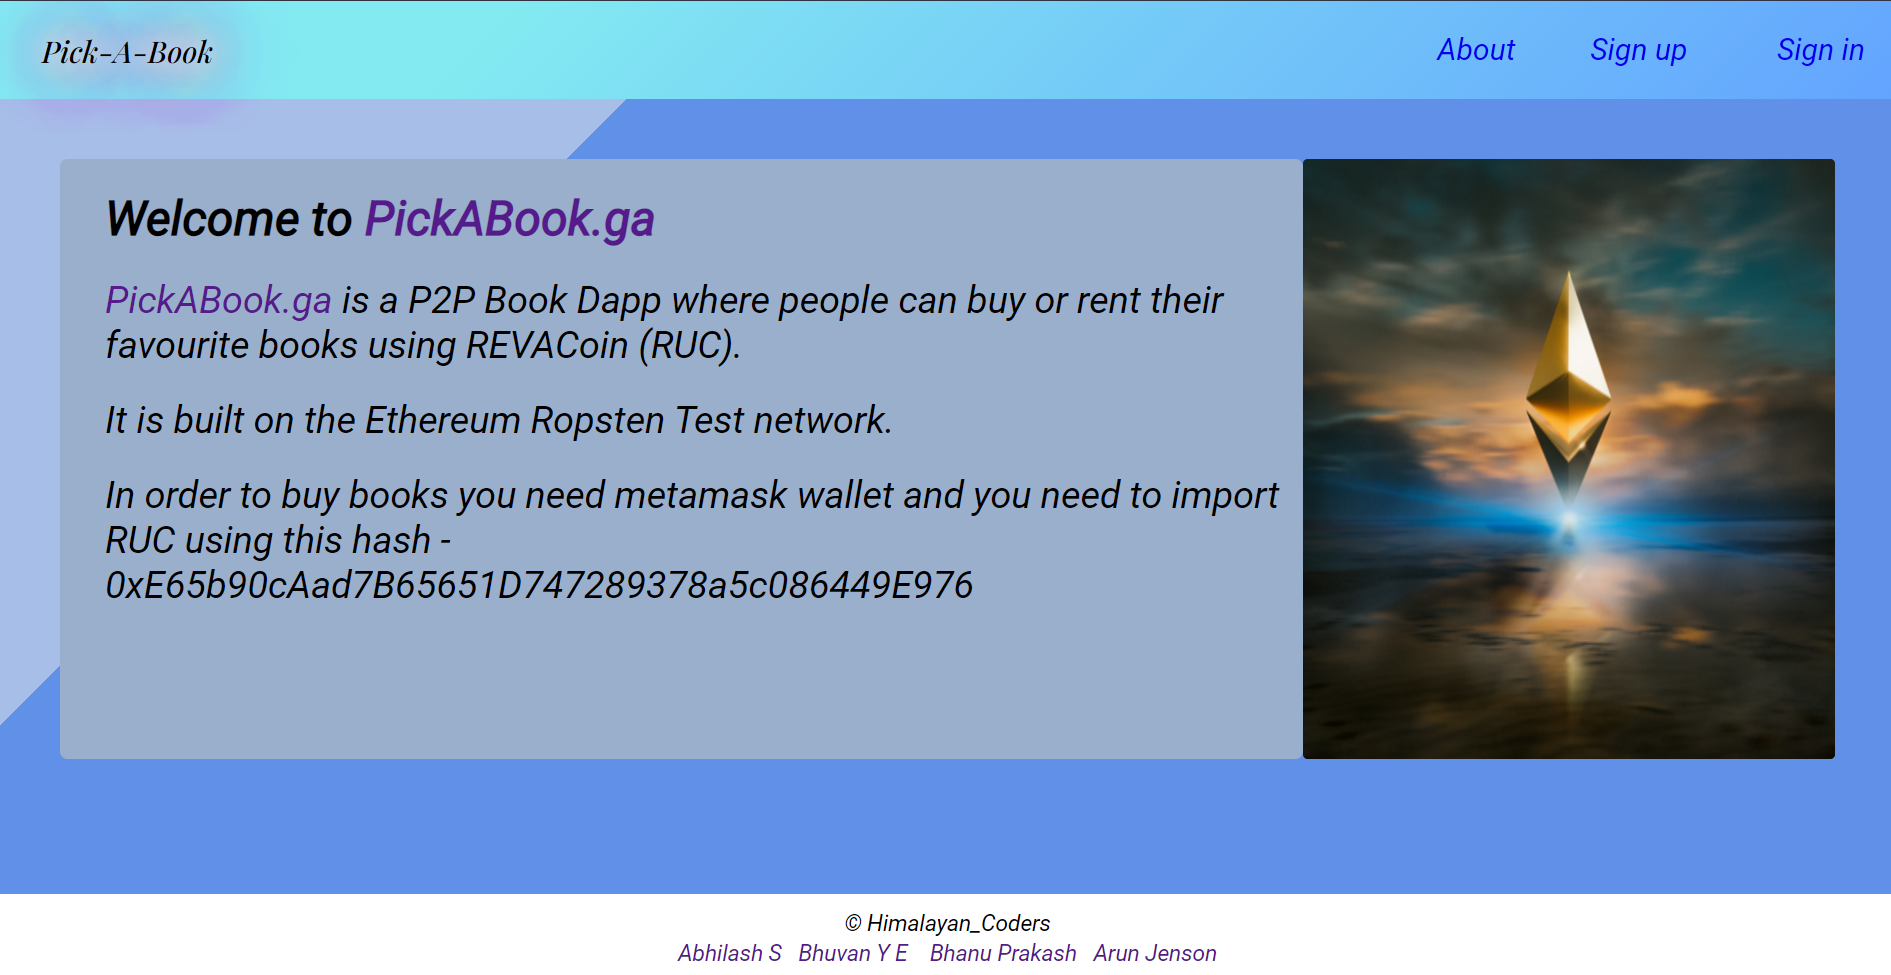 Pick-A-Book
About Sign up Sign in
Welcome to PickABook.ga
PickABook.ga is a P2P Book Dapp where people can buy or rent their
favourite books using REVACoin (RUC).
It is built on the Ethereum Ropsten Test network.
In order to buy books you need metamask wallet and you need to import
RUC using this hash -
0xE65b90cAad7B65651D747289378a5c086449E976
© Himalayan_Coders
Abhilash S Bhuvan Y E Bhanu Prakash Arun Jenson